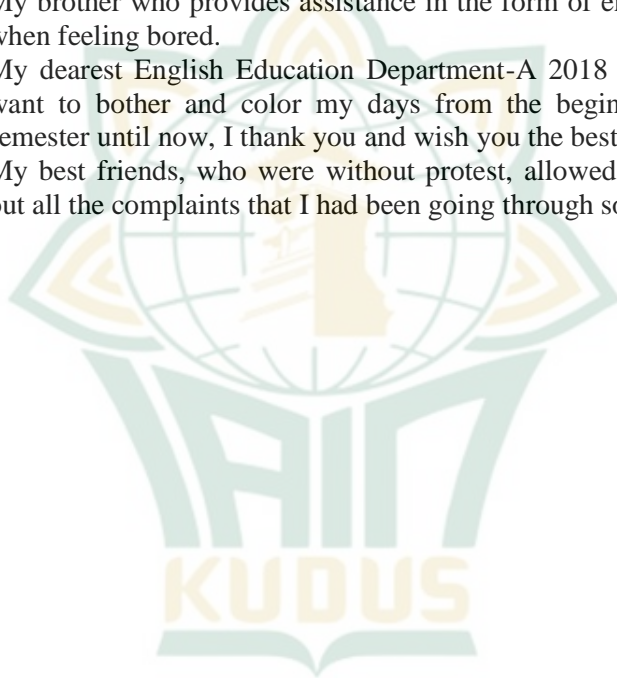 My brother who provides assistance in the form of
when feeling bored.
My dearest English Education Department-A 2018
want to bother and color my days from the begin
semester until now, I thank you and wish you the best
My best friends, who were without protest, allowed
out all the complaints that I had been going through so
IAIN
KUDUS